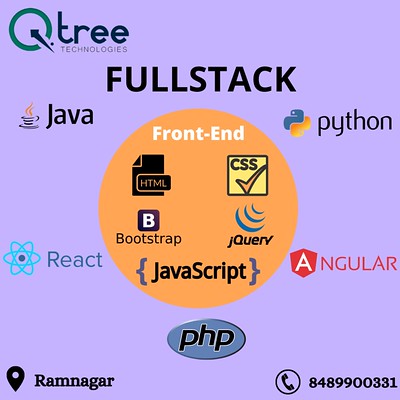 Qtree
TECHNOLOGIES
FULLSTACK
Java
python
Front-End
HTML
CSS
B
Bootstrap
jQuery
React
{JavaScript}
ANGULAR
php
Ramnagar
8489900331